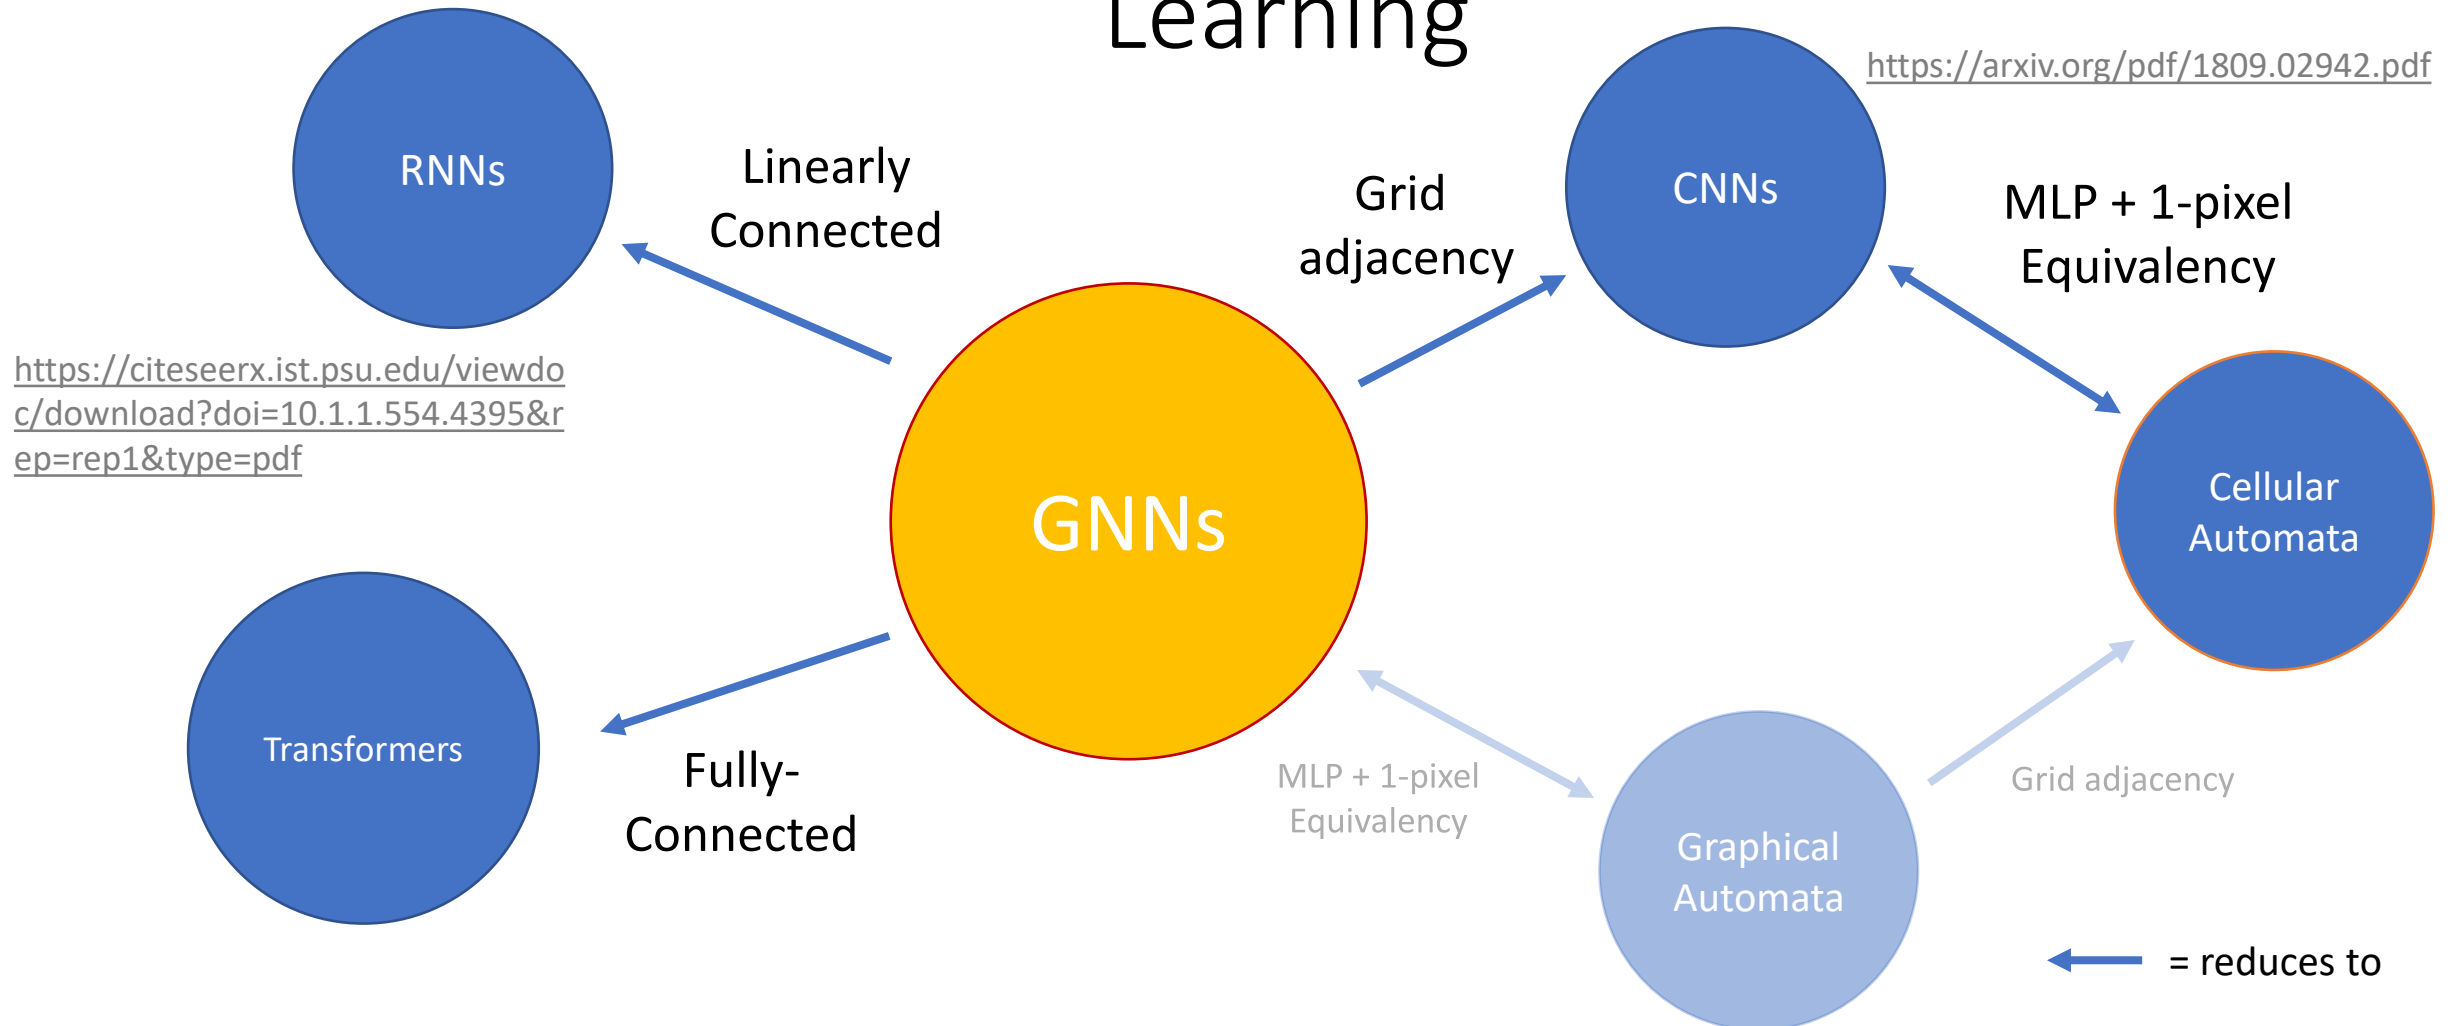 Learning
https://arxiv.org/pdf/1809.02942.pdf
RNNs
Linearly
Connected
Grid
adjacency
CNNs
MLP + 1-pixel
Equivalency
https://citeseerx.ist.psu.edu/viewdo
c/download?doi=10.1.1.554.4395&r
ep=rep1&type=pdf
GNNs
Cellular
Automata
Transformers
Fully-
Connected
MLP + 1-pixel
Equivalency
Grid adjacency
Graphical
Automata
= reduces to